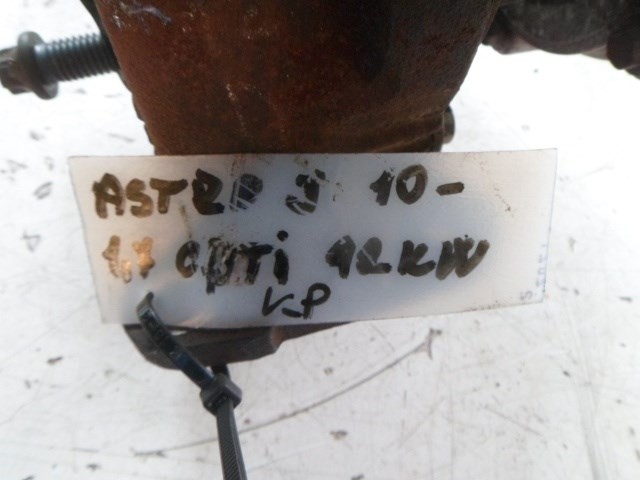 ASTRA J 10-
1.7 CDTI 92KW
V-P